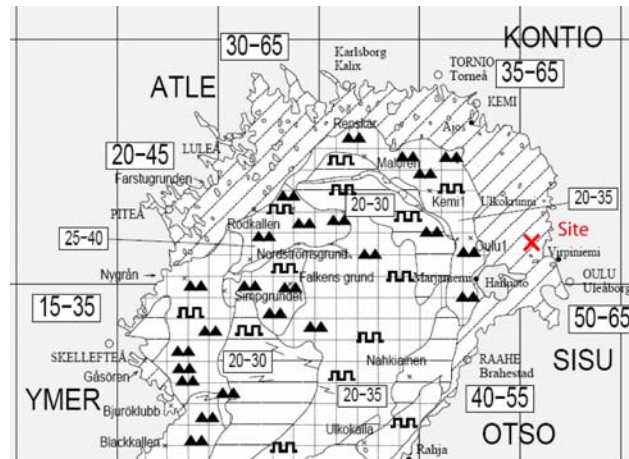 KONTIO
30-65
Karlsborg
Kalix
TORNIO
Torneå
35-65
ATLE
KEMI
Repskär
Ajos
20-45
LULEÅ
Malören
Farstugrunden
Ulkokrunni
20-30
Kemi1
20-35
PITEÅ
Rödkallen
Site
25-40
Oulu1
Nordströmsgrund
Virpiniemi
Nygrån
Falkens grund
Marjaniemi
Hailuoto
OULU
Uleåborg
Simpgrundet
15-35
50-65
SKELLEFTEÅ
20-30
Nahkiainen
RAAHE
Brahestad
SISU
Gåsören
YMER
20-35
40-55
Bjuröklubb
OTSO
Ulkokalla
Blackkallen
Rahja